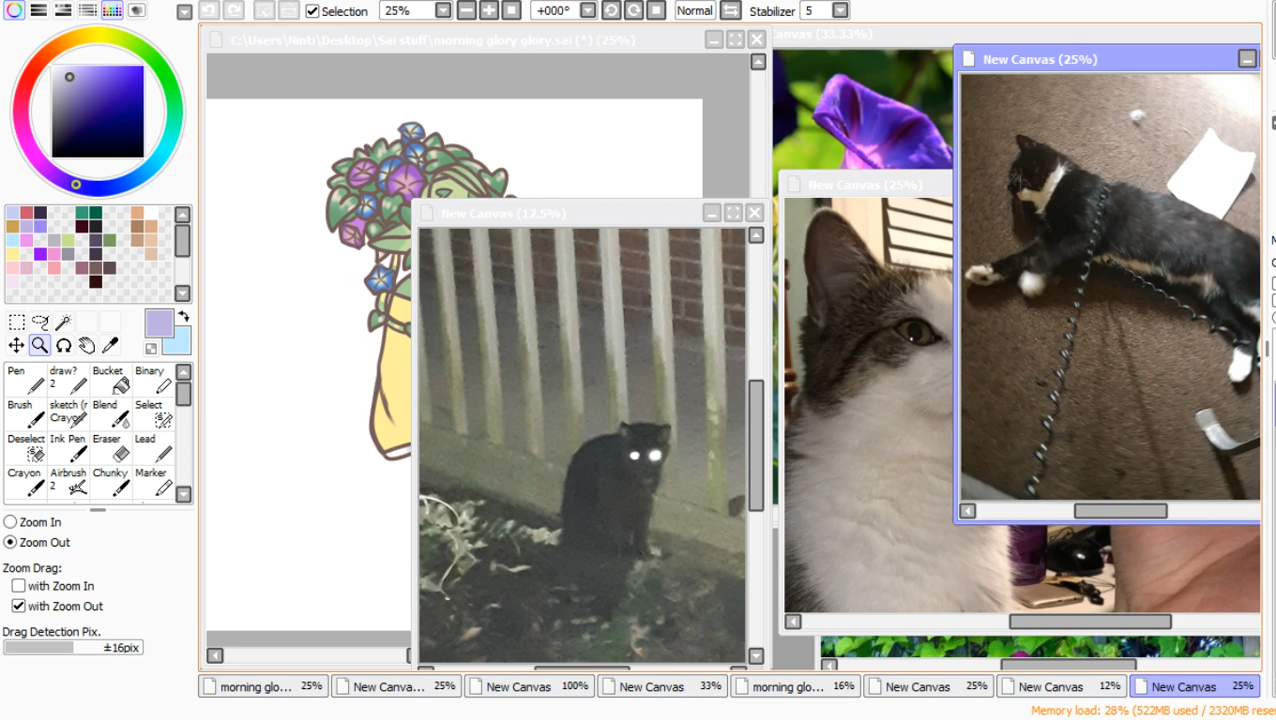 Selection
25%
+000°
Normal
Stabilizer
5
C:\Users\Ninti\Desktop\Sai stuff\morning glory glory.sai (*) (25%)
anvas (33.33%)
New Canvas (25%)
New Canvas (25%)
New Canvas (12.5%)
Pen
draw?
2
Bucket
Binary
Brush
sketch (r
Crayon
Blend
Select
Deselect
Ink Pen
Eraser
Lead
Crayon
Airbrush
2
Chunky
Marker
Zoom In
Zoom Out
Zoom Drag:
with Zoom In
with Zoom Out
Drag Detection Pix.
±16pix
morning glo... 25%
New Canva... 25%
New Canvas 100%
New Canvas 33%
morning glo... 16%
New Canvas 25%
New Canvas 12%
New Canvas 25%
Memory load: 28% (522MB used / 2320MB rese